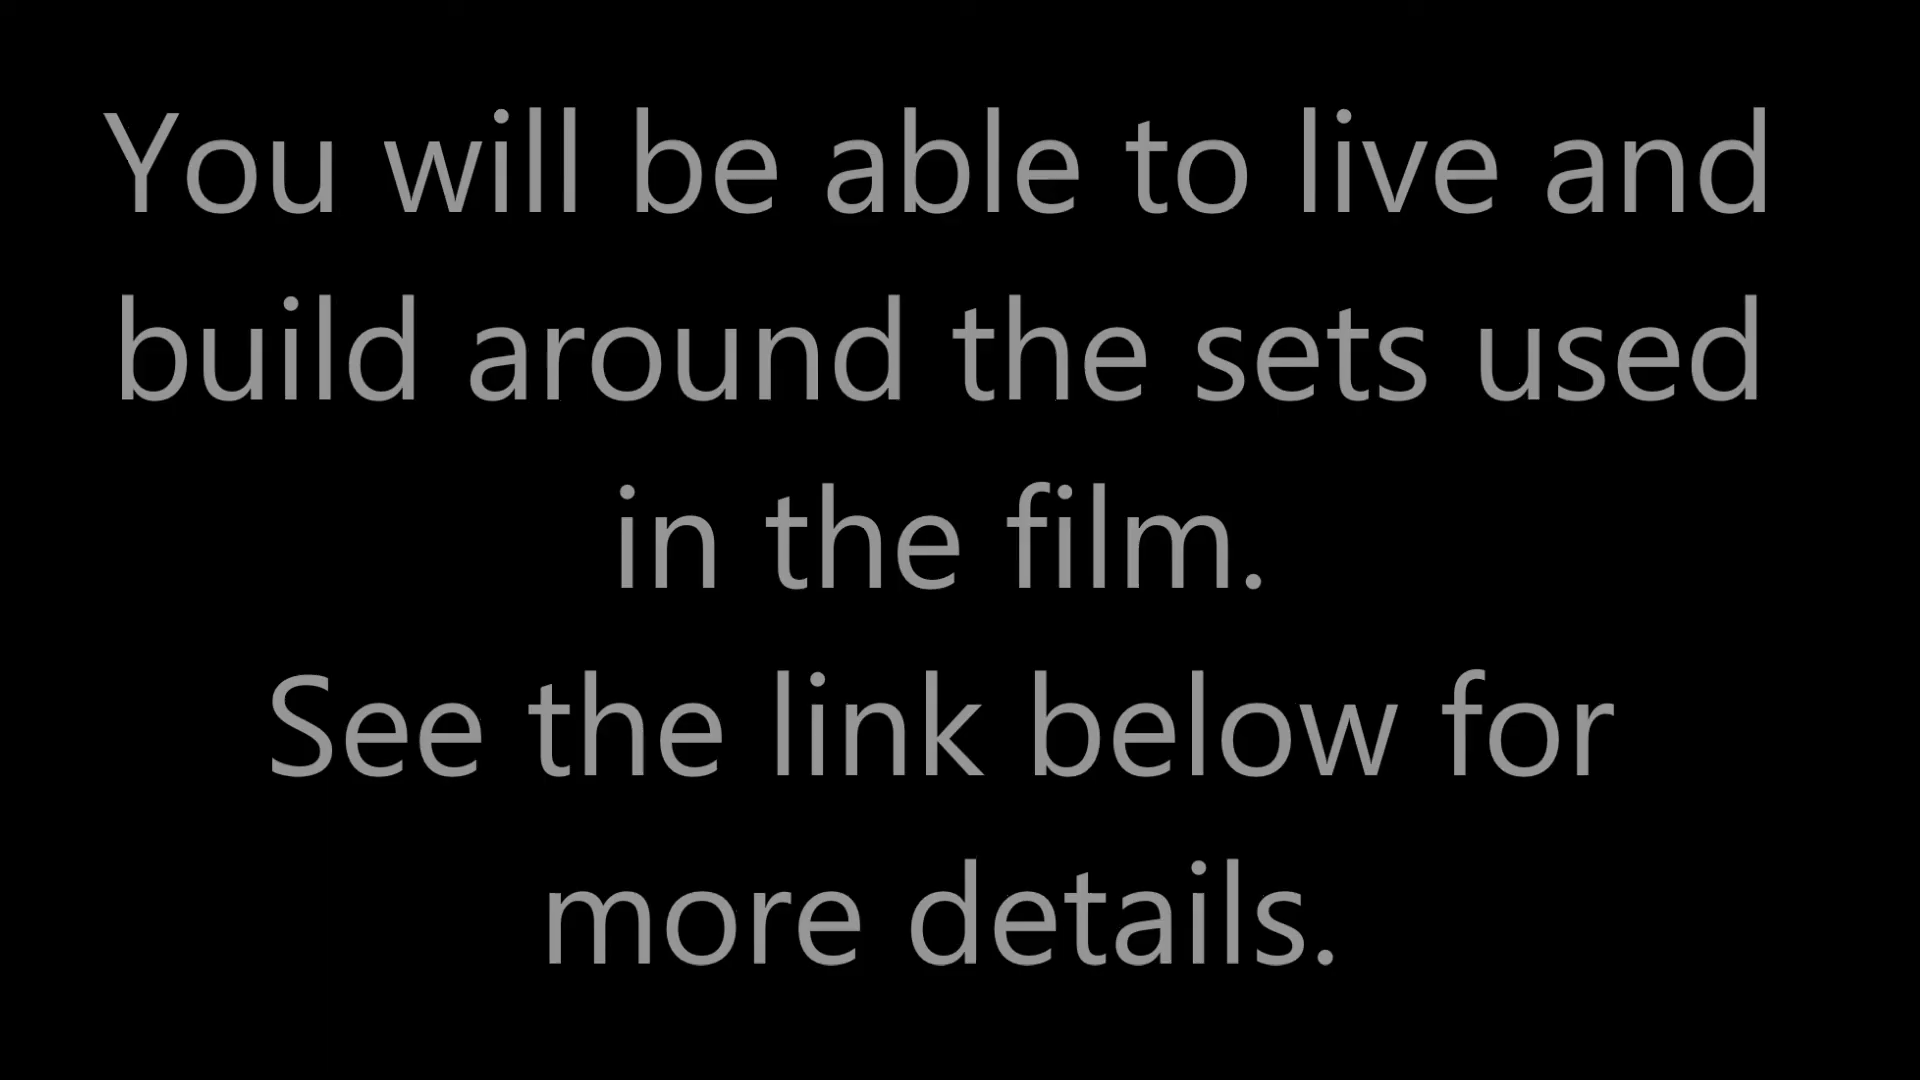 You will be able to live and
build around the sets used
in the film.
See the link below for
more details.